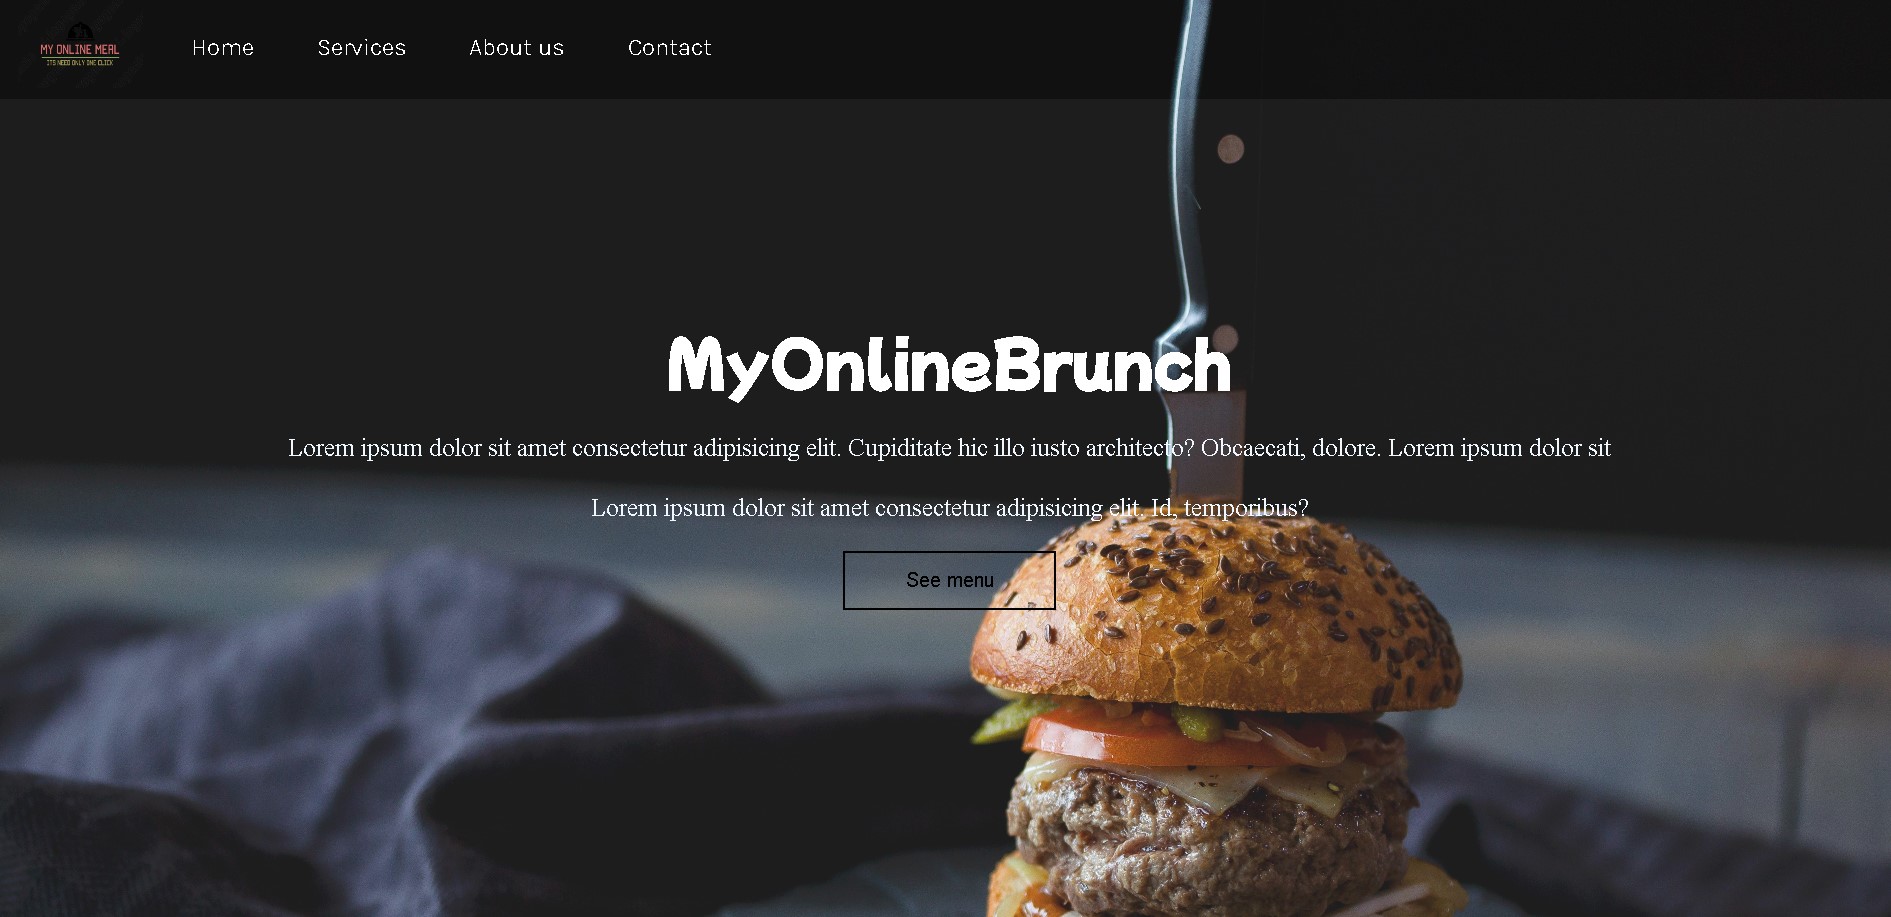 MY ONLINE MEAL
ITS NEED ONLY ONE CLICK
Home
Services
About us
Contact
MyOnlineBrunch
Lorem ipsum dolor sit amet consectetur adipisicing elit. Cupiditate hic illo iusto architecto? Obcaecati, dolore. Lorem ipsum dolor sit
Lorem ipsum dolor sit amet consectetur adipisicing elit. Id, temporibus?
See menu